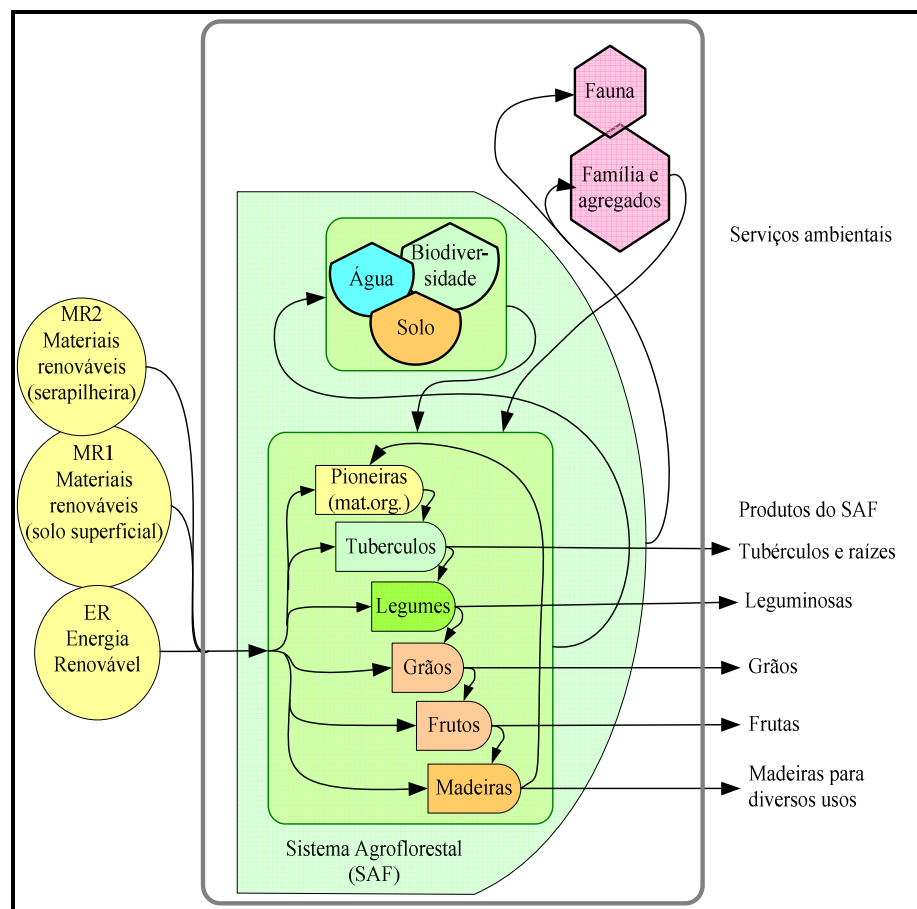 Fauna
Família e
agregados
Serviços ambientais
Biodiver-
sidade
Água
Solo
MR2
Materiais
renováveis
(serapilheira)
MR1
Materiais
renováveis
(solo superficial)
ER
Energia
Renovável
Pioneiras
(mat.org.)
Tuberculos
Legumes
Grãos
Frutos
Madeiras
Produtos do SAF
Tubérculos e raízes
Leguminosas
Grãos
Frutas
Madeiras para
diversos usos
Sistema Agroflorestal
(SAF)